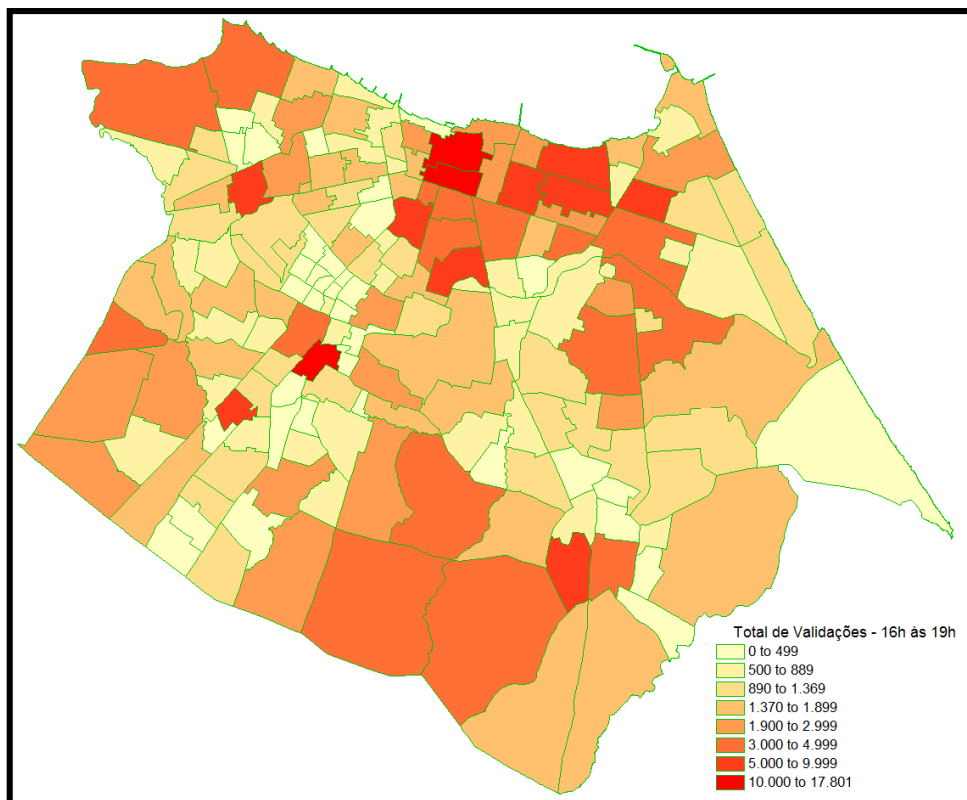 Total de Validações - 16h às 19h
0 to 499
500 to 889
890 to 1.369
1.370 to 1.899
1.900 to 2.999
3.000 to 4.999
5.000 to 9.999
10.000 to 17.801